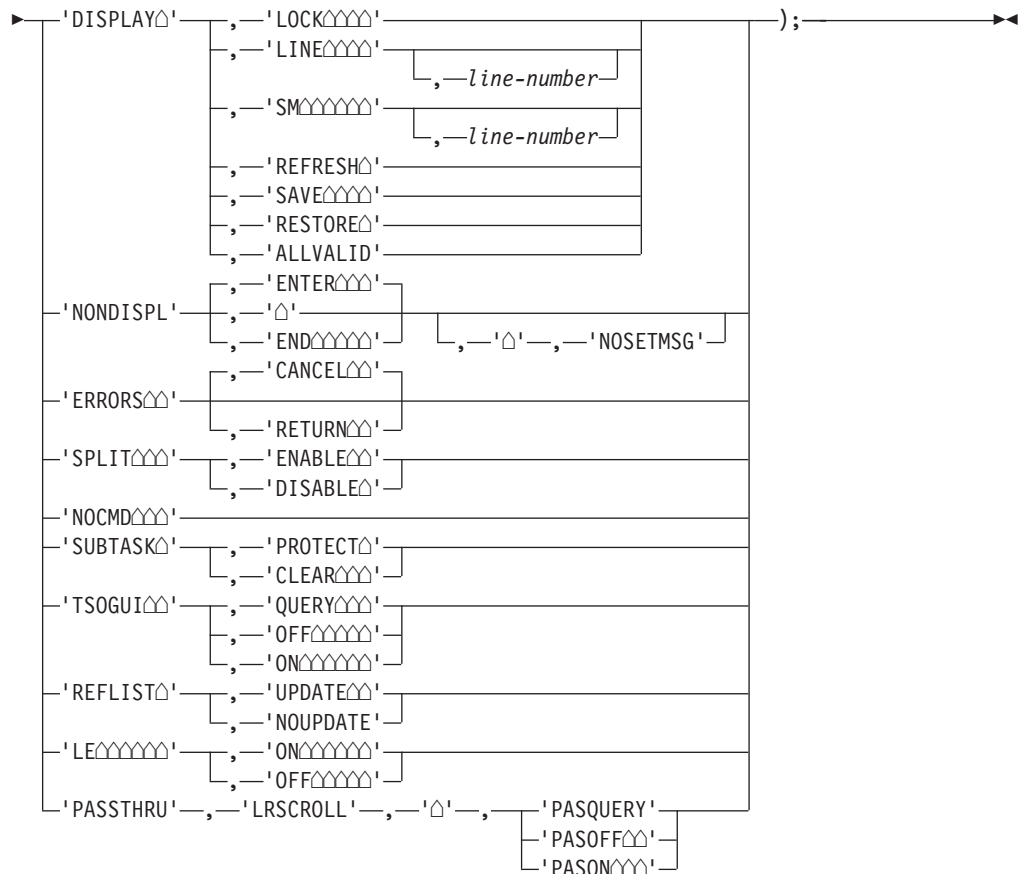 'DISPLAY⌂' , 'LOCK⌂⌂⌂⌂' );
, 'LINE⌂⌂⌂⌂'
, line-number
, 'SM⌂⌂⌂⌂⌂⌂'
, line-number
, 'REFRESH⌂'
, 'SAVE⌂⌂⌂⌂'
, 'RESTORE⌂'
, 'ALLVALID'
, 'ENTER⌂⌂⌂'
'NONDISPL' , '⌂'
, 'END⌂⌂⌂⌂⌂' , '⌂' , 'NOSETMSG'
, 'CANCEL⌂⌂'
'ERRORS⌂⌂'
, 'RETURN⌂⌂'
'SPLIT⌂⌂⌂' , 'ENABLE⌂⌂'
, 'DISABLE⌂'
'NOCMD⌂⌂⌂'
'SUBTASK⌂' , 'PROTECT⌂'
, 'CLEAR⌂⌂⌂'
'TSOGUI⌂⌂' , 'QUERY⌂⌂⌂'
, 'OFF⌂⌂⌂⌂⌂'
, 'ON⌂⌂⌂⌂⌂⌂'
'REFLIST⌂' , 'UPDATE⌂⌂'
, 'NOUPDATE'
'LE⌂⌂⌂⌂⌂⌂' , 'ON⌂⌂⌂⌂⌂⌂'
, 'OFF⌂⌂⌂⌂⌂'
'PASSTHRU' , 'LRSCROLL' , '⌂' , 'PASQUERY'
'PASOFF⌂⌂'
'PASON⌂⌂⌂'